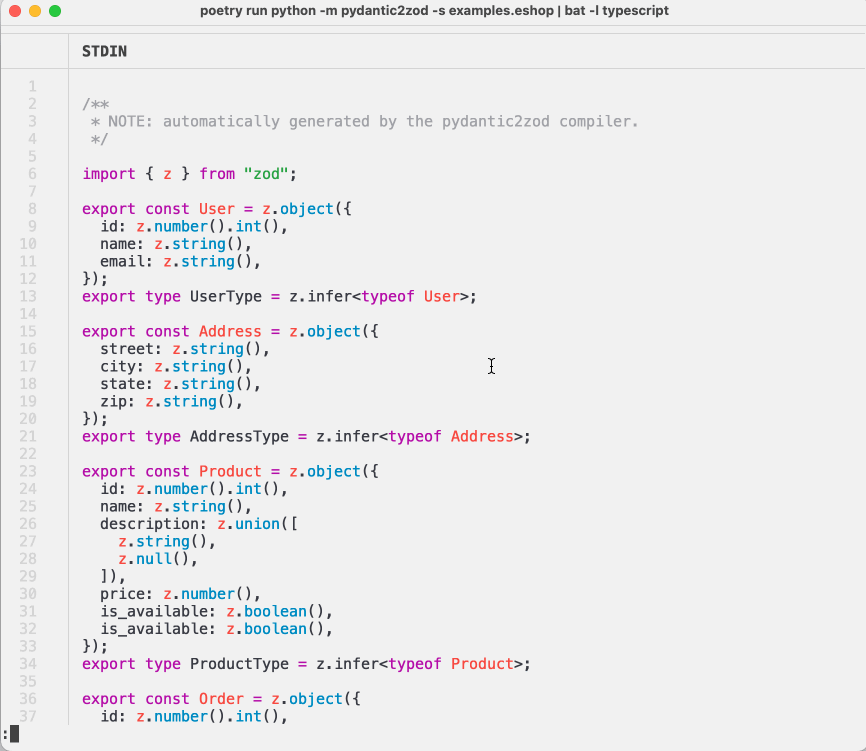 poetry run python -m pydantic2zod -s examples.eshop | bat -l typescript
STDIN
1
2 /**
3  * NOTE: automatically generated by the pydantic2zod compiler.
4  */
5
6 import { z } from "zod";
7
8 export const User = z.object({
9   id: z.number().int(),
10   name: z.string(),
11   email: z.string(),
12 });
13 export type UserType = z.infer<typeof User>;
14
15 export const Address = z.object({
16   street: z.string(),
17   city: z.string(),
18   state: z.string(),
19   zip: z.string(),
20 });
21 export type AddressType = z.infer<typeof Address>;
22
23 export const Product = z.object({
24   id: z.number().int(),
25   name: z.string(),
26   description: z.union([
27     z.string(),
28     z.null(),
29   ]),
30   price: z.number(),
31   is_available: z.boolean(),
32   is_available: z.boolean(),
33 });
34 export type ProductType = z.infer<typeof Product>;
35
36 export const Order = z.object({
37   id: z.number().int(),
: